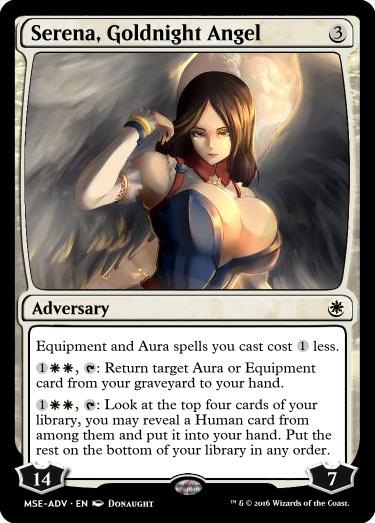 Serena, Goldnight Angel 3
Adversary
Equipment and Aura spells you cast cost 1 less.
1, : Return target Aura or Equipment
card from your graveyard to your hand.
1, : Look at the top four cards of your
library, you may reveal a Human card from
among them and put it into your hand. Put the
rest on the bottom of your library in any order.
14 7
MSE-ADV • EN DONAUGHT ™ & © 2016 Wizards of the Coast.